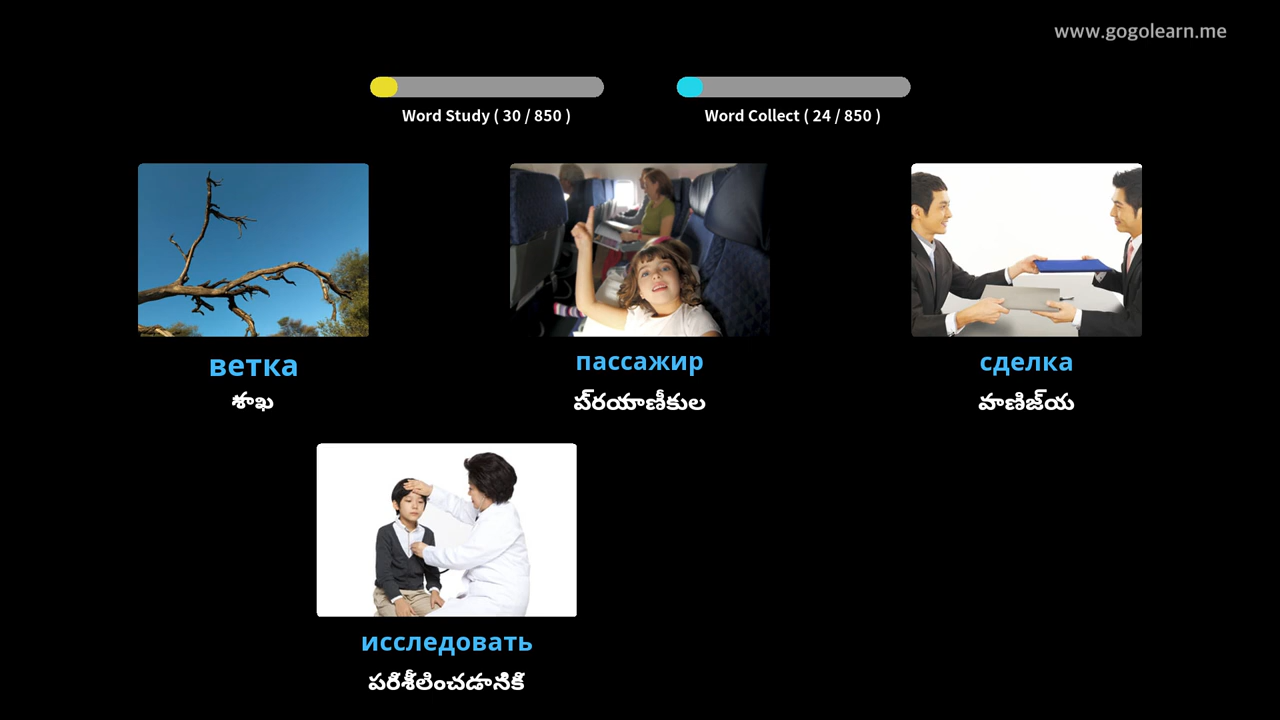 www.gogolearn.me
Word Study ( 30 / 850 )
Word Collect ( 24 / 850 )
ветка
శాఖ
пассажир
ప్రయాణీకుల
сделка
వాణిజ్య
исследовать
పరిశీలించడానికి